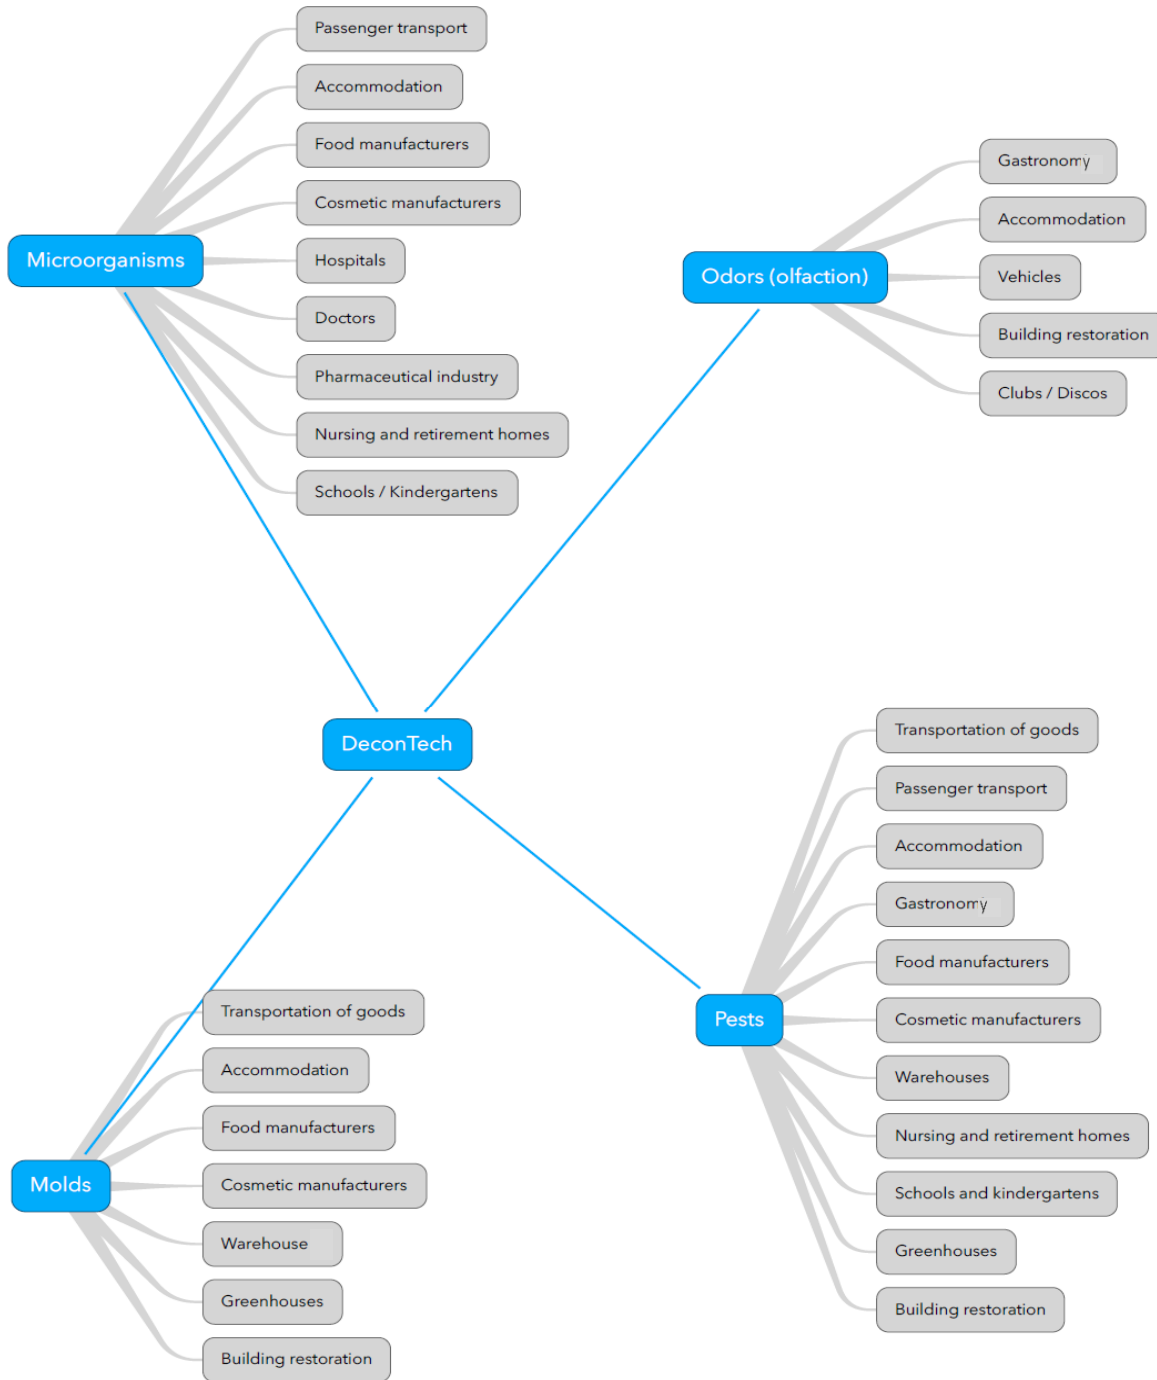 Microorganisms
Passenger transport
Accommodation
Food manufacturers
Cosmetic manufacturers
Hospitals
Doctors
Pharmaceutical industry
Nursing and retirement homes
Schools / Kindergartens
Odors (olfaction)
Gastronomy
Accommodation
Vehicles
Building restoration
Clubs / Discos
DeconTech
Molds
Transportation of goods
Accommodation
Food manufacturers
Cosmetic manufacturers
Warehouse
Greenhouses
Building restoration
Pests
Transportation of goods
Passenger transport
Accommodation
Gastronomy
Food manufacturers
Cosmetic manufacturers
Warehouses
Nursing and retirement homes
Schools and kindergartens
Greenhouses
Building restoration